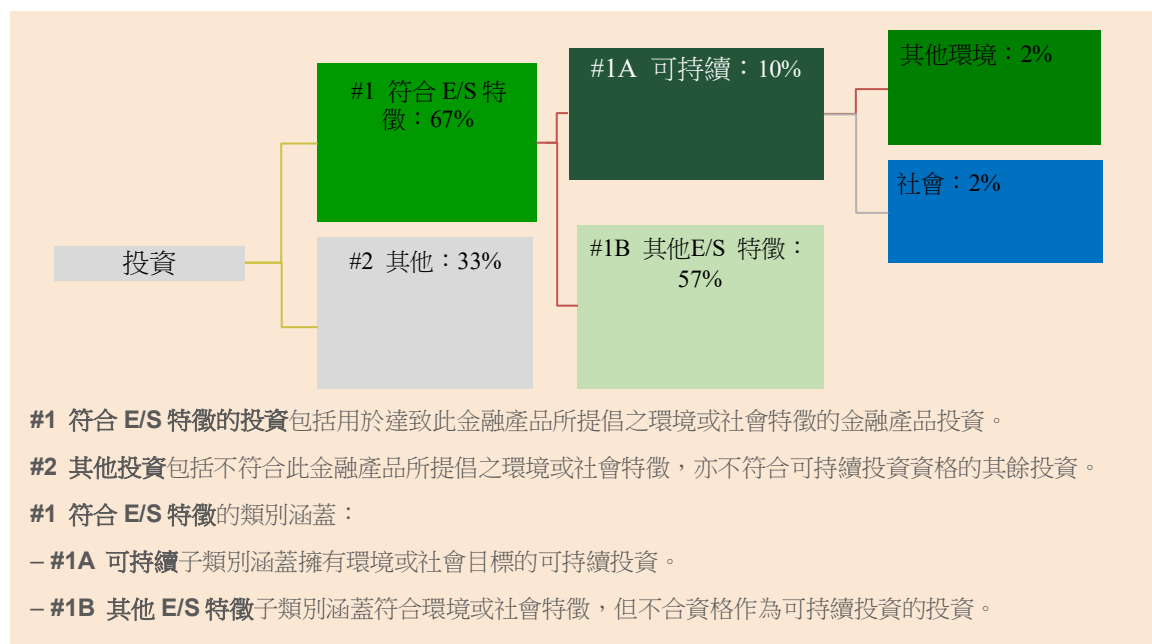 投資
#1 符合 E/S 特
徵：67%
#2 其他：33%
#1A 可持續：10%
#1B 其他E/S 特徵：
57%
其他環境：2%
社會：2%
#1 符合 E/S 特徵的投資包括用於達致此金融產品所提倡之環境或社會特徵的金融產品投資。
#2 其他投資包括不符合此金融產品所提倡之環境或社會特徵，亦不符合可持續投資資格的其餘投資。
#1 符合 E/S 特徵的類別涵蓋：
– #1A 可持續子類別涵蓋擁有環境或社會目標的可持續投資。
– #1B 其他 E/S 特徵子類別涵蓋符合環境或社會特徵，但不合資格作為可持續投資的投資。